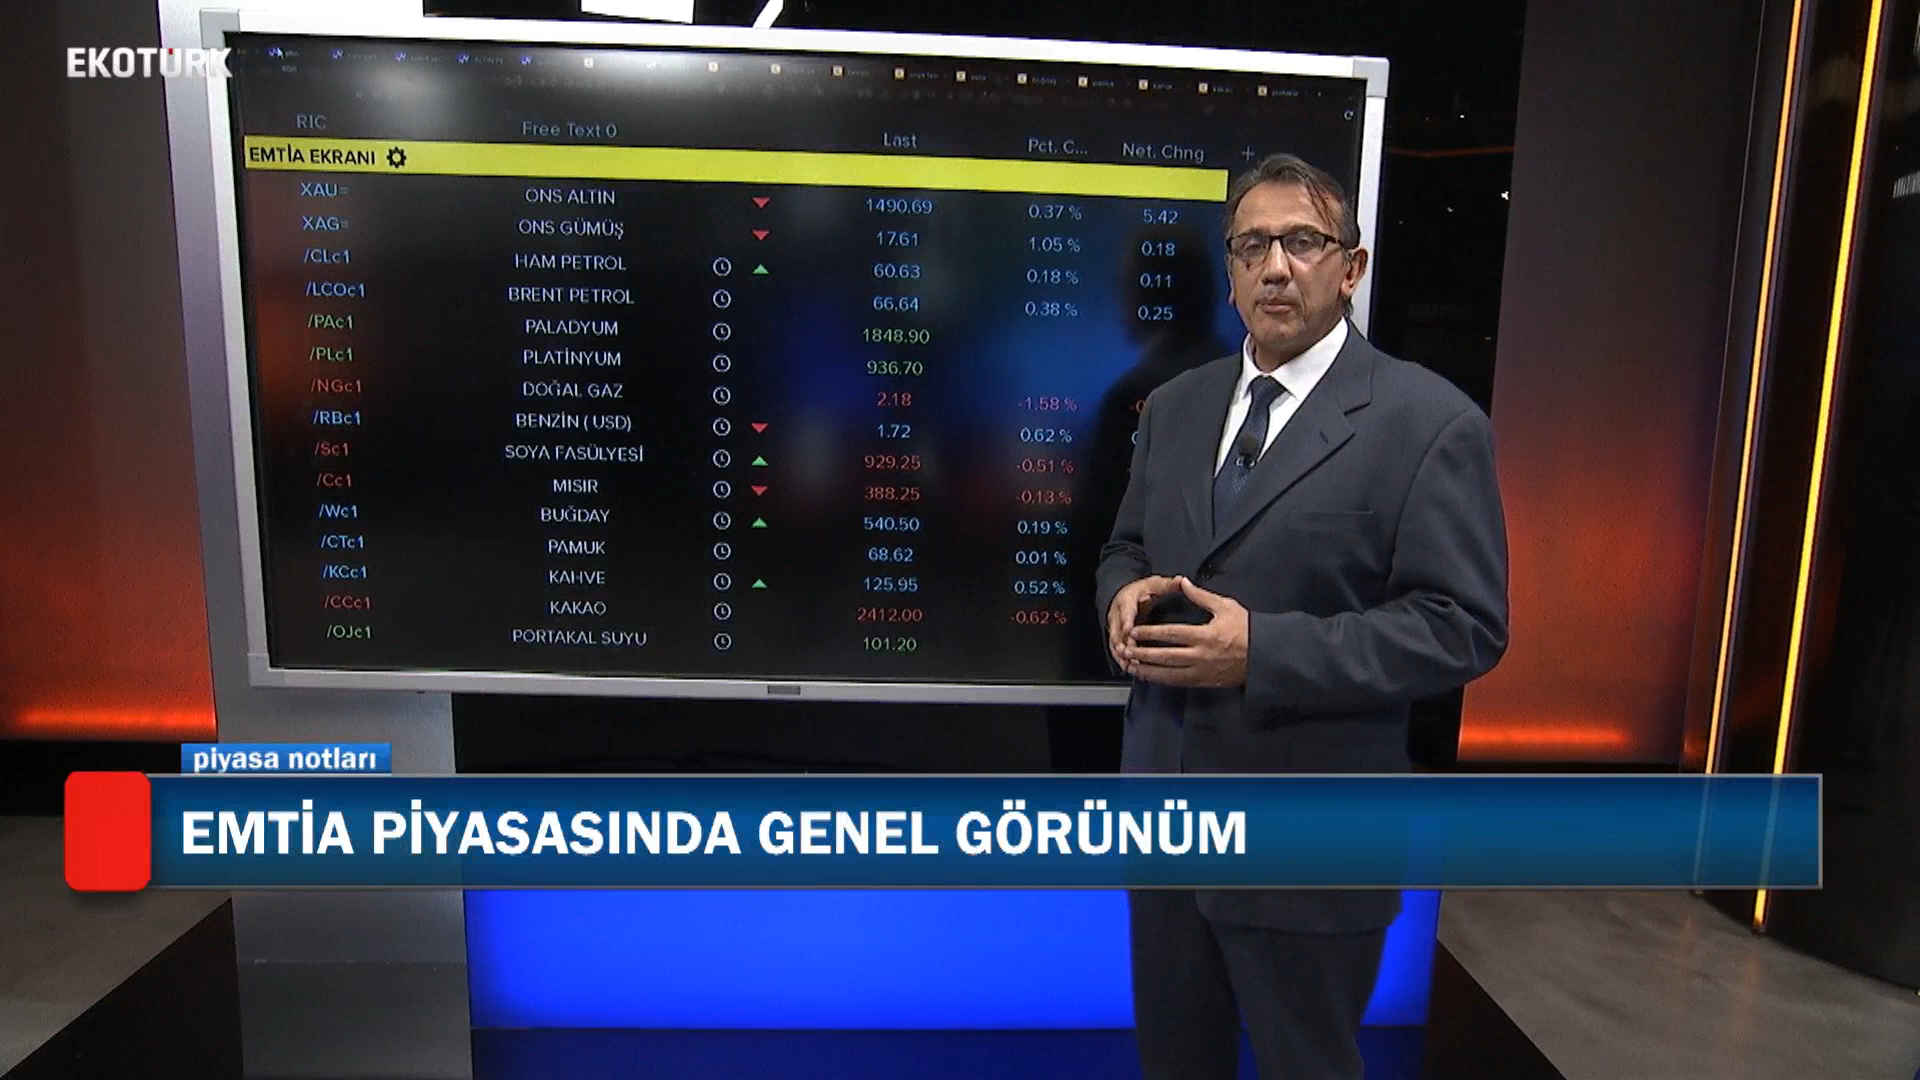 EKOTÜRK
RIC Free Text 0 Last Pct. C... Net. Chng +
EMTİA EKRANI
XAU= ONS ALTIN 1490.69 0.37 % 5.42
XAG= ONS GÜMÜŞ 17.61 1.05 % 0.18
/CLc1 HAM PETROL 60.63 0.18 % 0.11
/LCOc1 BRENT PETROL 66.64 0.38 % 0.25
/PAc1 PALADYUM 1848.90
/PLc1 PLATİNYUM 936.70
/NGc1 DOĞAL GAZ 2.18 -1.58 %
/RBc1 BENZİN ( USD) 1.72 0.62 %
/Sc1 SOYA FASÜLYESİ 929.25 -0.51 %
/Cc1 MISIR 388.25 -0.13 %
/Wc1 BUĞDAY 540.50 0.19 %
/CTc1 PAMUK 68.62 0.01 %
/KCc1 KAHVE 125.95 0.52 %
/CCc1 KAKAO 2412.00 -0.62 %
/OJc1 PORTAKAL SUYU 101.20
piyasa notları
EMTİA PİYASASINDA GENEL GÖRÜNÜM